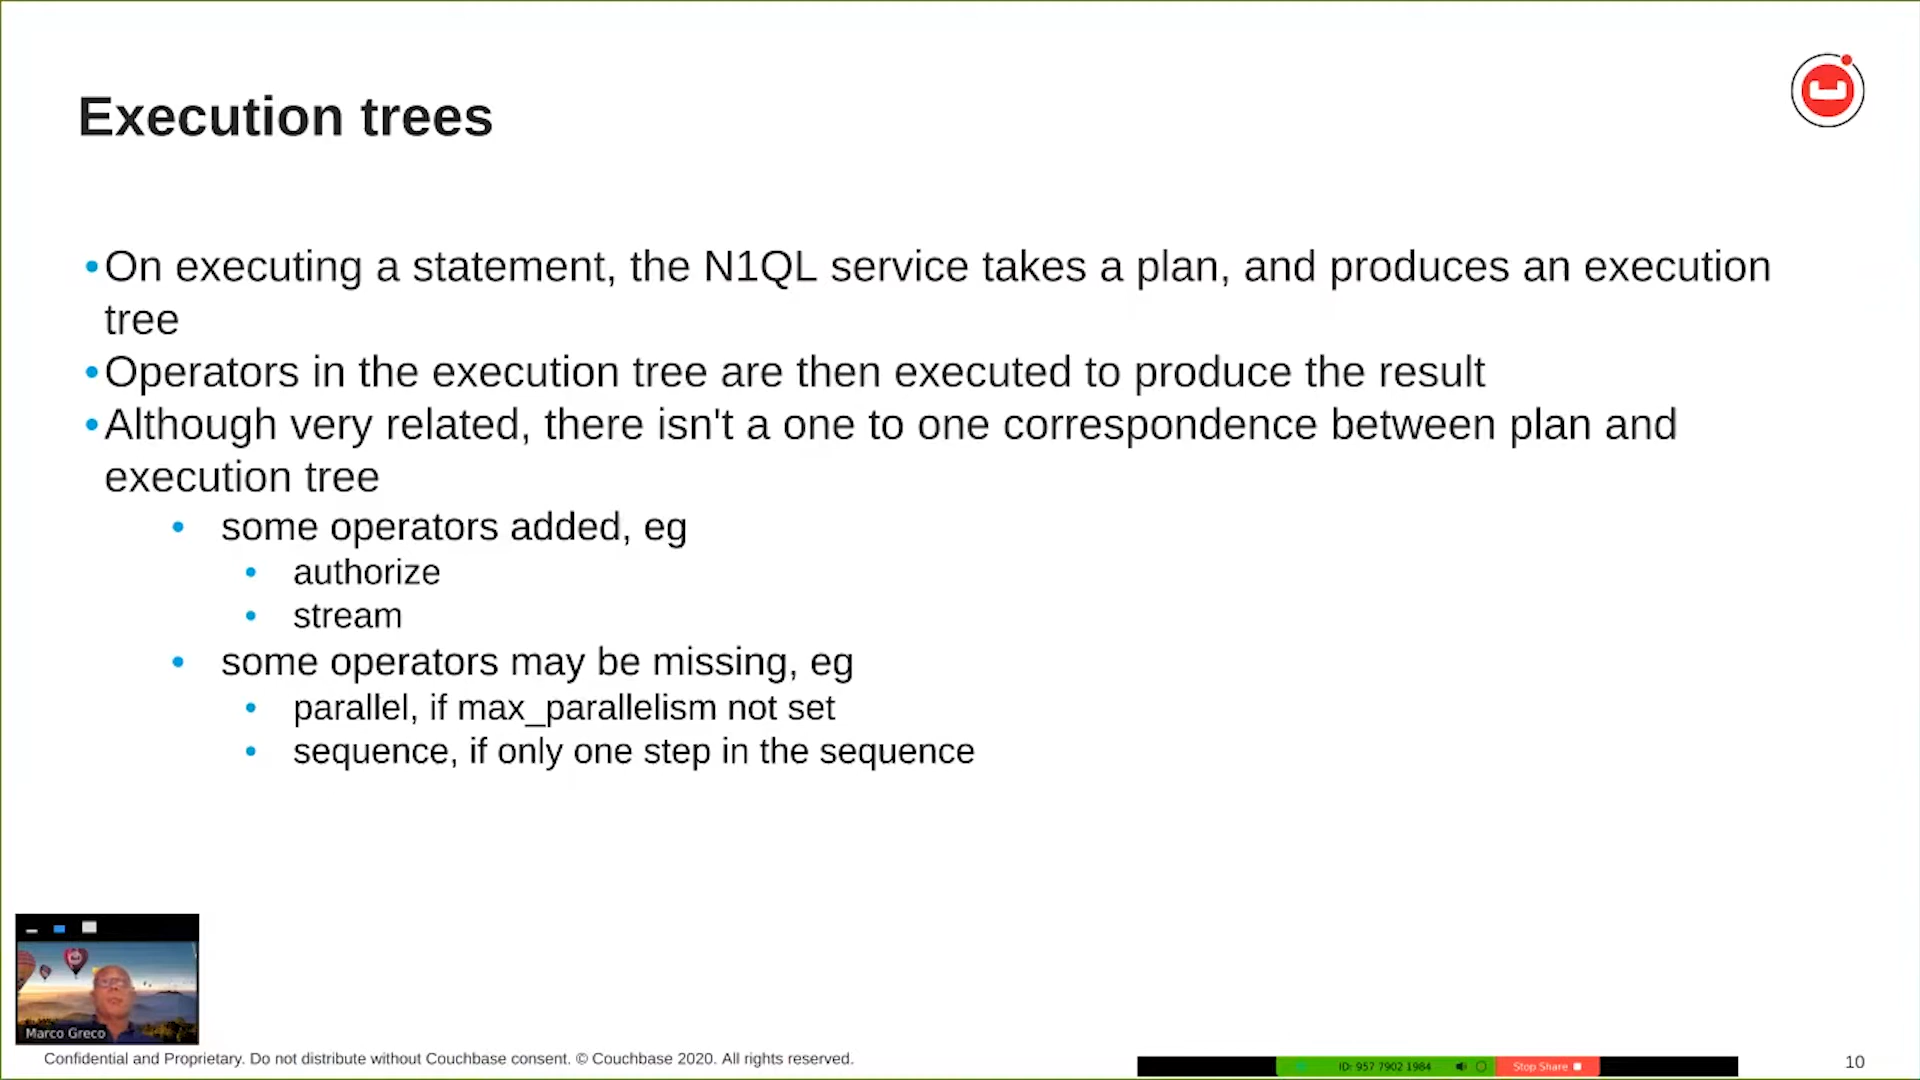 Execution trees
•On executing a statement, the N1QL service takes a plan, and produces an execution
tree
•Operators in the execution tree are then executed to produce the result
•Although very related, there isn't a one to one correspondence between plan and
execution tree
• some operators added, eg
• authorize
• stream
• some operators may be missing, eg
• parallel, if max_parallelism not set
• sequence, if only one step in the sequence
Marco Greco
Confidential and Proprietary. Do not distribute without Couchbase consent. © Couchbase 2020. All rights reserved.
ID: 957 7902 1984
Stop Share
10